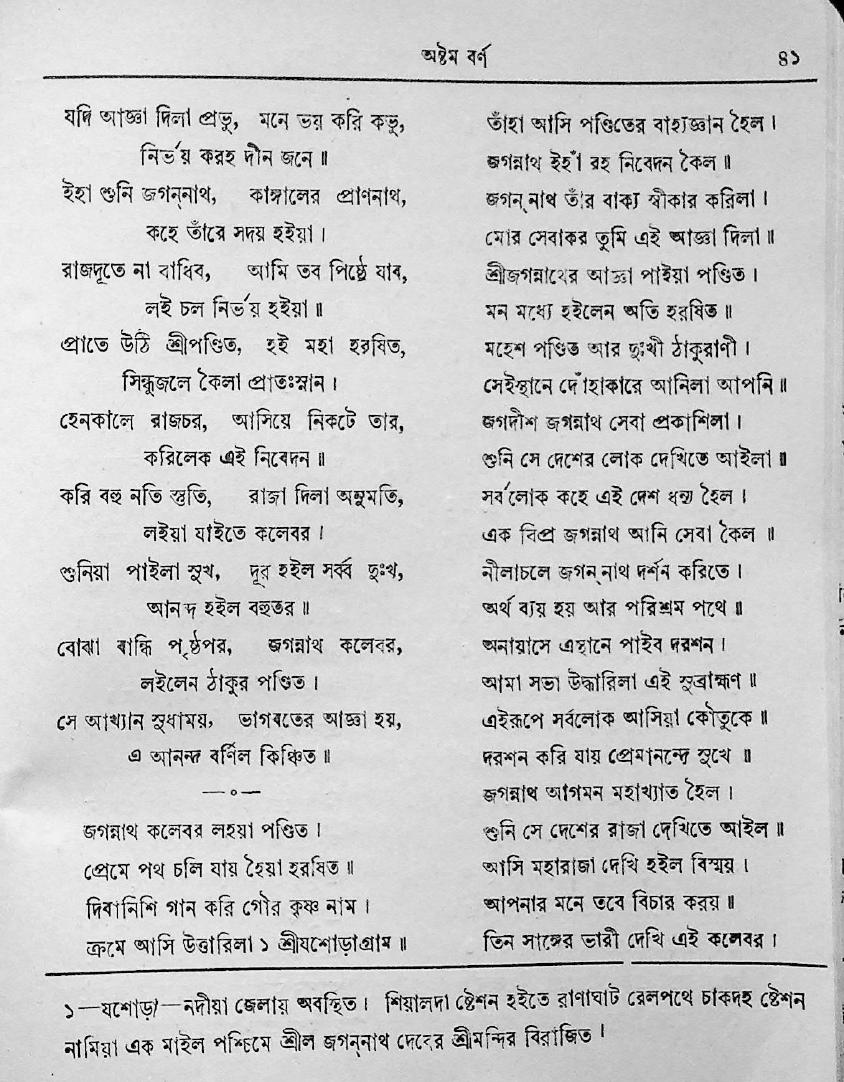 অষ্টম বর্ণ ৪১
যদি আজ্ঞা দিলা প্রভু, মনে ভয় করি কভু,
নির্ভয় করহ দীন জনে॥
ইহা শুনি জগন্নাথ, কাঙ্গালের প্রাণনাথ,
কহে তাঁরে সদয় হইয়া।
রাজদূতে না বাধিব, আমি তব পিষ্ঠে যাব,
লই চল নির্ভয় হইয়া॥
প্রাতে উঠি শ্রীপণ্ডিত, হই মহা হরষিত,
সিন্ধুজলে কৈলা প্রাতঃস্নান।
হেনকালে রাজচর, আসিয়ে নিকটে তার,
করিলেক এই নিবেদন॥
করি বহু নতি স্তুতি, রাজা দিলা অনুমতি,
লইয়া যাইতে কলেবর।
শুনিয়া পাইলা সুখ, দূর হইল সর্ব্ব দুঃখ,
আনন্দ হইল বহুতর॥
বোঝা বান্ধি পৃষ্ঠপর, জগন্নাথ কলেবর,
লইলেন ঠাকুর পণ্ডিত।
সে আখ্যান সুধাময়, ভাগবতের আজ্ঞা হয়,
এ আনন্দ বর্ণিল কিঞ্চিত॥
—०—
জগন্নাথ কলেবর লহয়া পণ্ডিত।
প্রেমে পথ চলি যায় হৈয়া হরষিত॥
দিবানিশি গান করি গৌর কৃষ্ণ নাম।
ক্রমে আসি উত্তারিলা ১ শ্রীযশোড়াগ্রাম॥
তাঁহা আসি পণ্ডিতের বাহ্যজ্ঞান হৈল।
জগন্নাথ ইহাঁ রহ নিবেদন কৈল॥
জগন্নাথ তাঁর বাক্য স্বীকার করিলা।
মোর সেবাকর তুমি এই আজ্ঞা দিলা॥
শ্রীজগন্নাথের আজ্ঞা পাইয়া পণ্ডিত।
মন মধ্যে হইলেন অতি হরষিত॥
মহেশ পণ্ডিত আর দুঃখী ঠাকুরাণী।
সেইস্থানে দোঁহাকারে আনিলা আপনি॥
জগদীশ জগন্নাথ সেবা প্রকাশিলা।
শুনি সে দেশের লোক দেখিতে আইলা॥
সর্বলোক কহে এই দেশ ধন্য হৈল।
এক বিপ্র জগন্নাথ আনি সেবা কৈল॥
নীলাচলে জগন্নাথ দর্শন করিতে।
অর্থ ব্যয় হয় আর পরিশ্রম পথে॥
অনায়াসে এস্থানে পাইব দরশন।
আমা সভা উদ্ধারিলা এই সুব্রাহ্মণ॥
এইরূপে সর্বলোক আসিয়া কৌতুকে॥
দরশন করি যায় প্রেমানন্দে সুখে॥
জগন্নাথ আগমন মহাখ্যাত হৈল।
শুনি সে দেশের রাজা দেখিতে আইল॥
আসি মহারাজা দেখি হইল বিস্ময়।
আপনার মনে তবে বিচার করয়॥
তিন সাঙ্গের ভারী দেখি এই কলেবর।
১—যশোড়া—নদীয়া জেলায় অবস্থিত। শিয়ালদা ষ্টেশন হইতে রাণাঘাট রেলপথে চাকদহ ষ্টেশন
নামিয়া এক মাইল পশ্চিমে শ্রীল জগন্নাথ দেবের শ্রীমন্দির বিরাজিত।